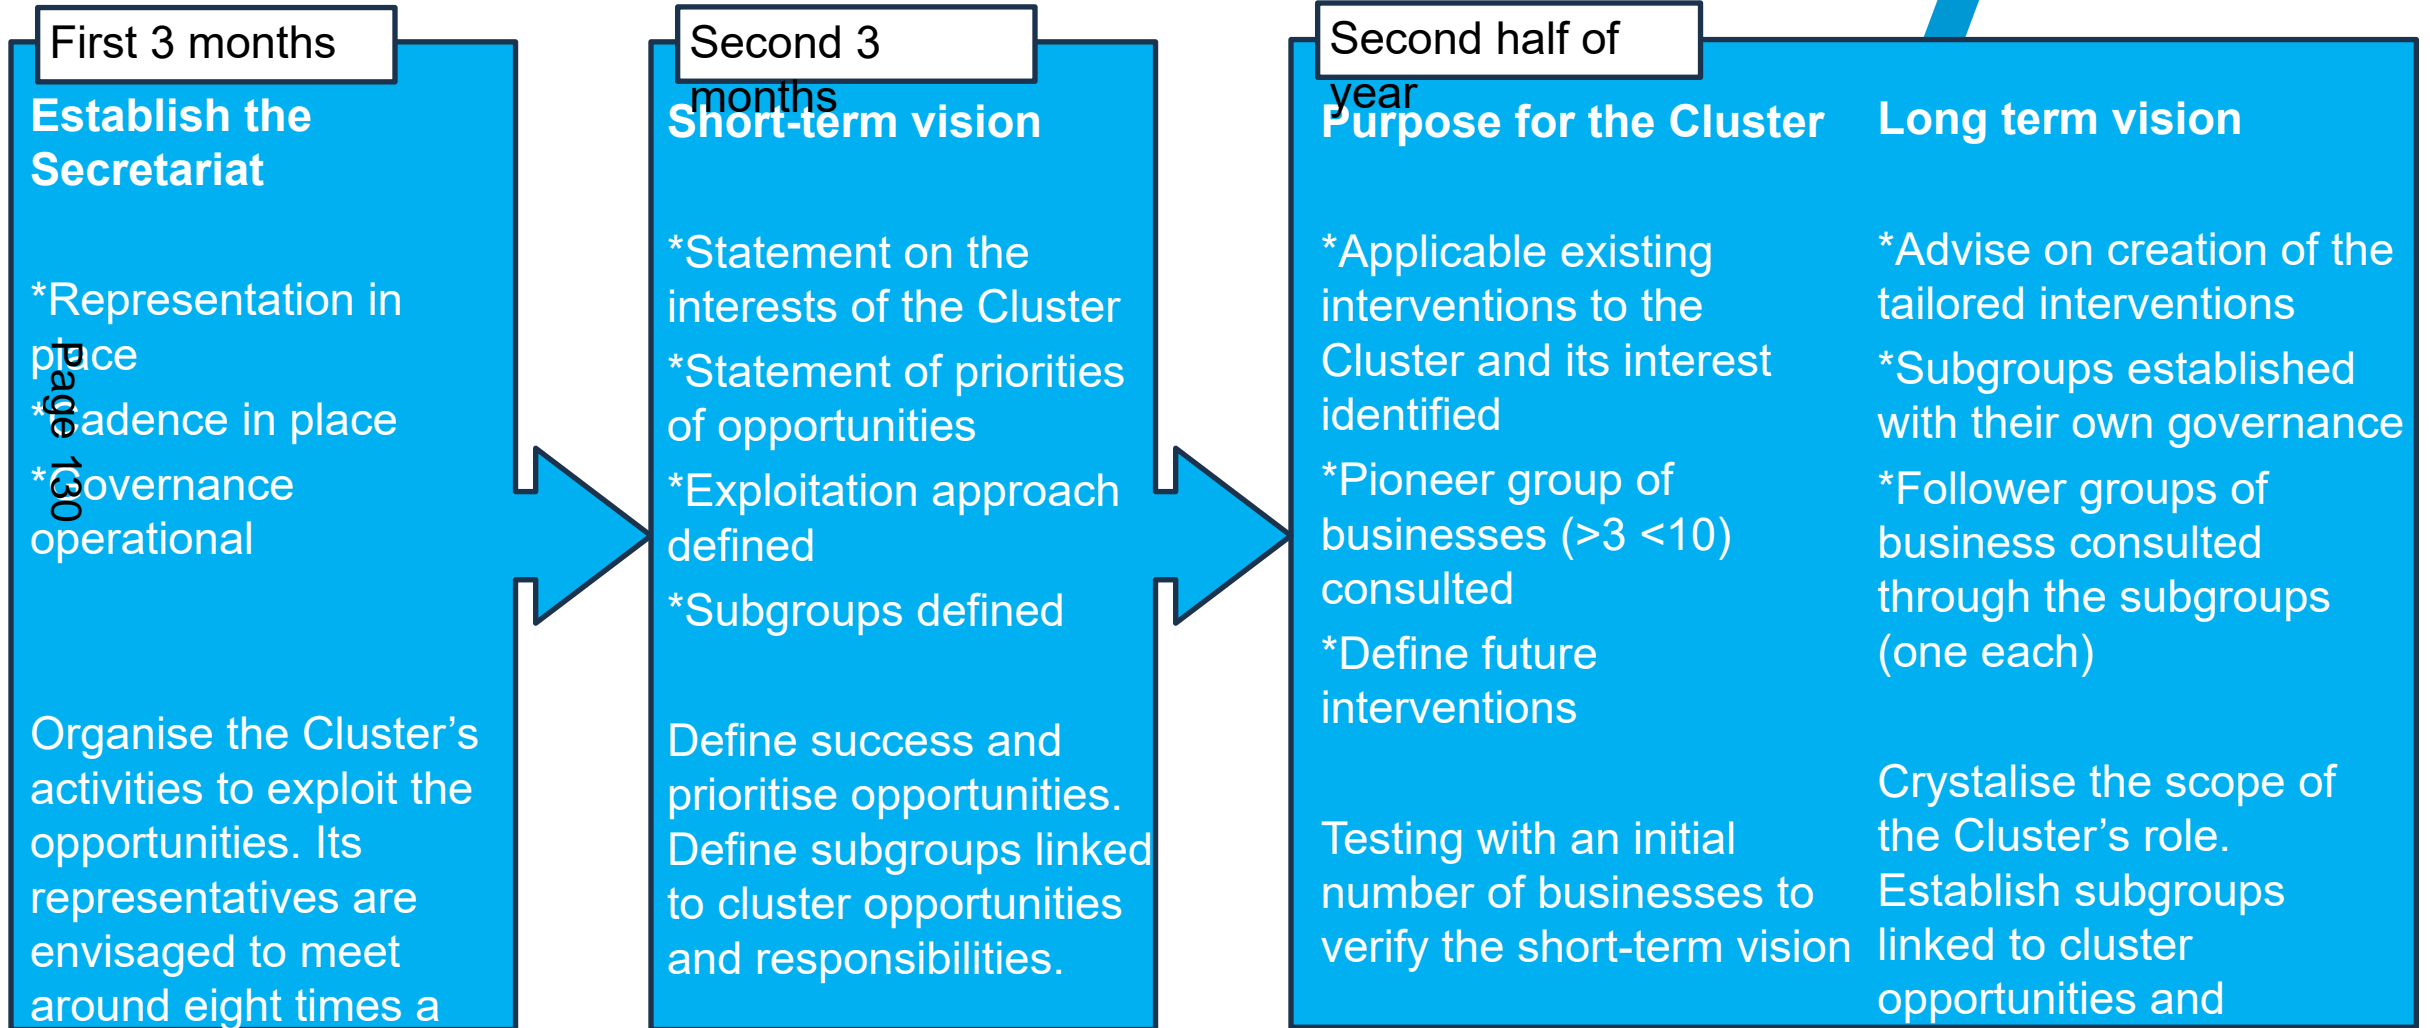 First 3 months
Establish the
Secretariat
*Representation in
place
*Cadence in place
*Governance
operational
Organise the Cluster’s
activities to exploit the
opportunities. Its
representatives are
envisaged to meet
around eight times a
Page 130
Second 3
months
Short-term vision
*Statement on the
interests of the Cluster
*Statement of priorities
of opportunities
*Exploitation approach
defined
*Subgroups defined
Define success and
prioritise opportunities.
Define subgroups linked
to cluster opportunities
and responsibilities.
Second half of
year
Purpose for the Cluster
*Applicable existing
interventions to the
Cluster and its interest
identified
*Pioneer group of
businesses (>3 <10)
consulted
*Define future
interventions
Testing with an initial
number of businesses to
verify the short-term vision
Long term vision
*Advise on creation of the
tailored interventions
*Subgroups established
with their own governance
*Follower groups of
business consulted
through the subgroups
(one each)
Crystalise the scope of
the Cluster’s role.
Establish subgroups
linked to cluster
opportunities and